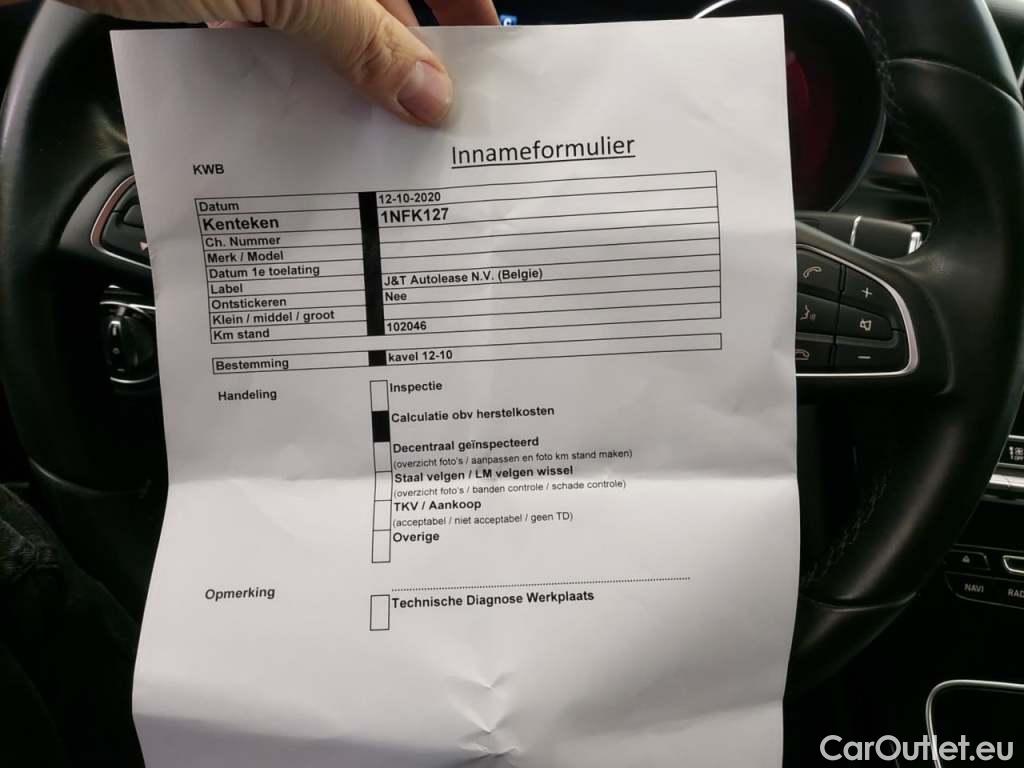 Innameformulier
KWB
Datum 12-10-2020
Kenteken 1NFK127
Ch. Nummer
Merk / Model
Datum 1e toelating
Label J&T Autolease N.V. (Belgie)
Ontstickeren Nee
Klein / middel / groot
Km stand 102046
Bestemming kavel 12-10
Handeling Inspectie
Calculatie obv herstelkosten
Decentraal geïnspecteerd
(overzicht foto's / aanpassen en foto km stand maken)
Staal velgen / LM velgen wissel
(overzicht foto's / banden controle / schade controle)
TKV / Aankoop
(acceptabel / niet acceptabel / geen TD)
Overige
Opmerking
Technische Diagnose Werkplaats
NAVI
CarOutlet.eu